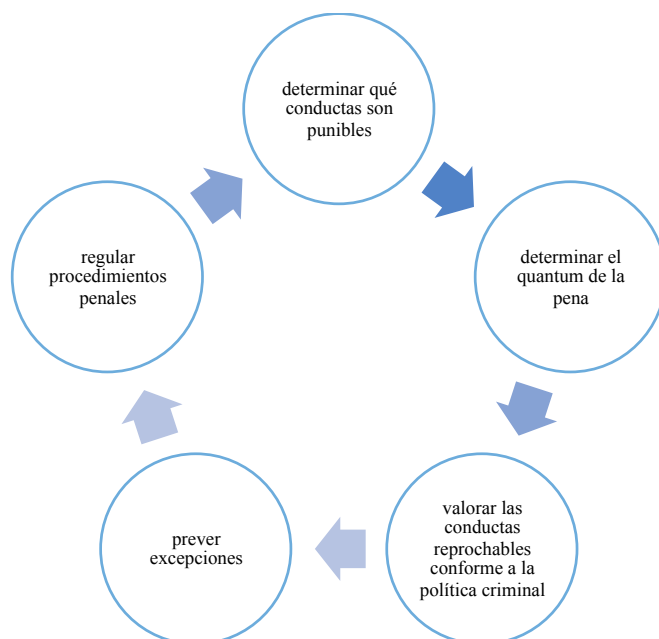 determinar qué
conductas son
punibles
determinar el
quantum de la
pena
valorar las
conductas
reprochables
conforme a la
política criminal
prever
excepciones
regular
procedimientos
penales